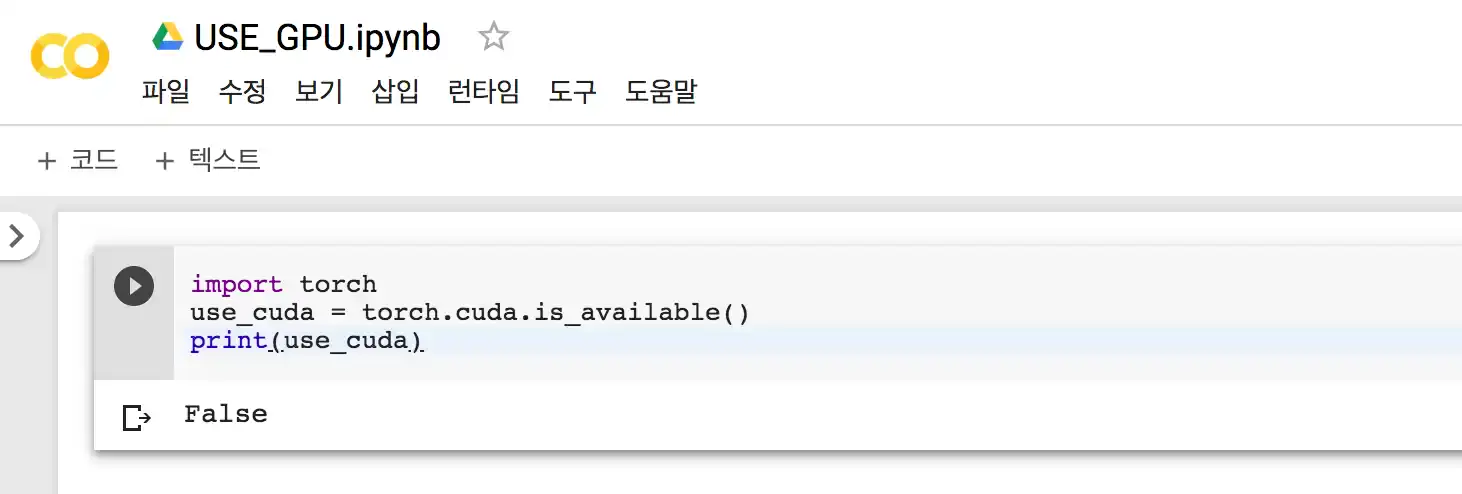 USE_GPU.ipynb
파일 수정 보기 삽입 런타임 도구 도움말
+ 코드 + 텍스트
import torch
use_cuda = torch.cuda.is_available()
print(use_cuda)
False